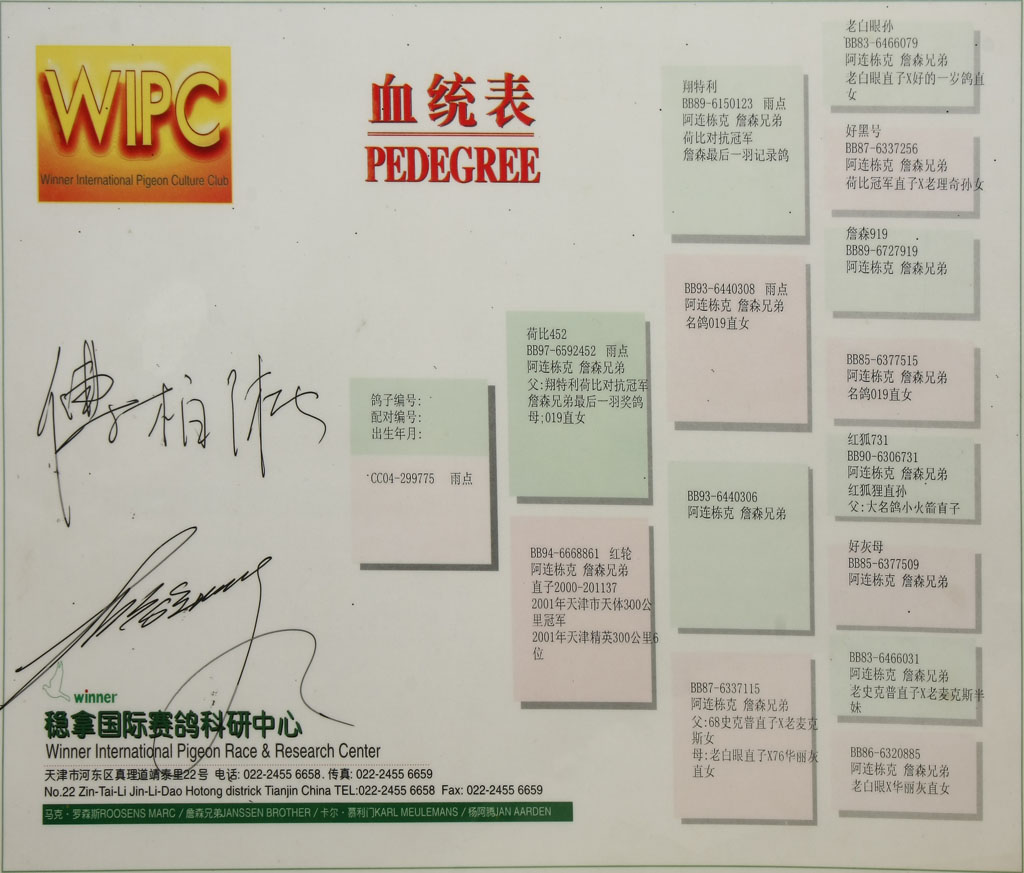 WIPC
Winner International Pigeon Culture Club
血统表
PEDEGREE
鸽子编号:
配对编号:
出生年月:
CC04-299775 雨点
荷比452
BB97-6592452 雨点
阿连栋克 詹森兄弟
父:翔特利荷比对抗冠军
詹森兄弟最后一羽奖鸽
母;019直女
BB94-6668861 红轮
阿连栋克 詹森兄弟
直子2000-201137
2001年天津市天体300公
里冠军
2001年天津精英300公里6
位
翔特利
BB89-6150123 雨点
阿连栋克 詹森兄弟
荷比对抗冠军
詹森最后一羽记录鸽
BB93-6440308 雨点
阿连栋克 詹森兄弟
名鸽019直女
BB93-6440306
阿连栋克 詹森兄弟
BB87-6337115
阿连栋克 詹森兄弟
父:68史克普直子X老麦克
斯女
母:老白眼直子X76华丽灰
直女
老白眼孙
BB83-6466079
阿连栋克 詹森兄弟
老白眼直子X好的一岁鸽直
女
好黑号
BB87-6337256
阿连栋克 詹森兄弟
荷比冠军直子X老理奇孙女
詹森919
BB89-6727919
阿连栋克 詹森兄弟
BB85-6377515
阿连栋克 詹森兄弟
名鸽019直女
红狐731
BB90-6306731
阿连栋克 詹森兄弟
红狐狸直孙
父:大名鸽小火箭直子
好灰母
BB85-6377509
阿连栋克 詹森兄弟
BB83-6466031
阿连栋克 詹森兄弟
老史克普直子X老麦克斯半
妹
BB86-6320885
阿连栋克 詹森兄弟
老白眼X华丽灰直女
winner
稳拿国际赛鸽科研中心
Winner International Pigeon Race & Research Center
天津市河东区真理道靖泰里22号 电话: 022-2455 6658. 传真: 022-2455 6659
No.22 Zin-Tai-Li Jin-Li-Dao Hotong districk Tianjin China TEL:022-2455 6658 Fax: 022-2455 6659
马克·罗森斯ROOSENS MARC / 詹森兄弟JANSSEN BROTHER / 卡尔·慕利门KARL MEULEMANS / 杨阿腾JAN AARDEN